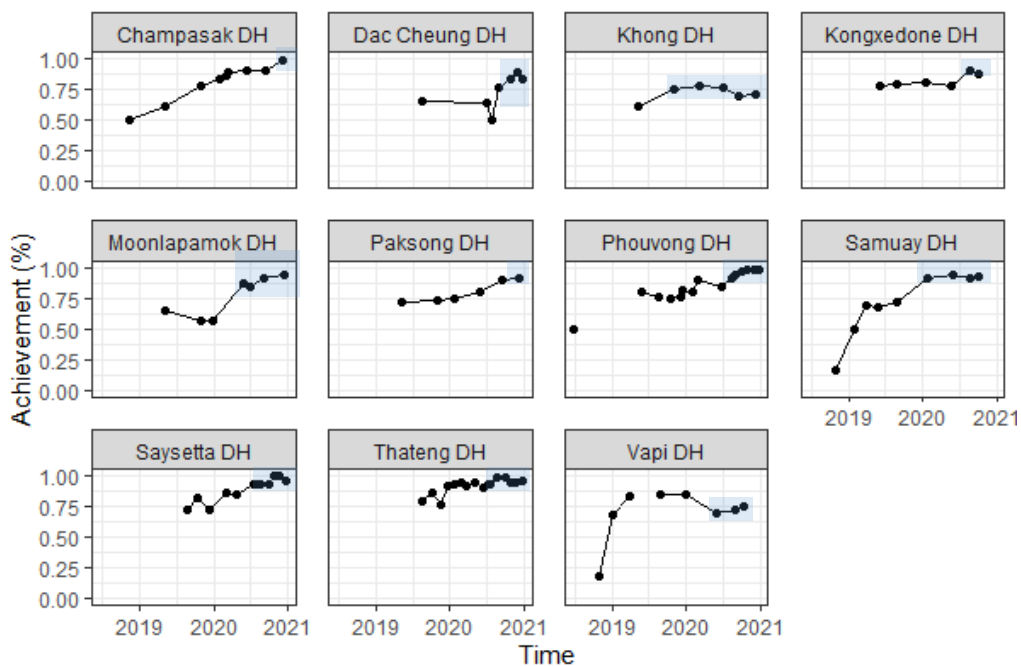 Champasak DH Dac Cheung DH Khong DH Kongxedone DH
1.00
0.75
0.50
0.25
0.00
Moonlapamok DH Paksong DH Phouvong DH Samuay DH
1.00
0.75
0.50
0.25
0.00
Achievement (%)
2019 2020 2021
Saysetta DH Thateng DH Vapi DH
1.00
0.75
0.50
0.25
0.00
2019 2020 2021 2019 2020 2021 2019 2020 2021
Time